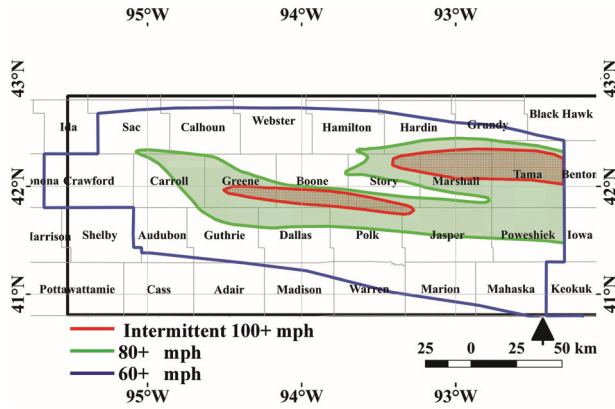 95°W 94°W 93°W
43°N 43°N
Black Hawk
Ida Sac Calhoun Webster Hamilton Hardin Grundy
42°N onona Crawford Carroll Greene Boone Story Marshall Tama Benton 42°N
Harrison Shelby Audubon Guthrie Dallas Polk Jasper Poweshiek Iowa
41°N Pottawattamie Cass Adair Madison Warren Marion Mahaska Keokuk 41°N
Intermittent 100+ mph
80+ mph
60+ mph
25 0 25 50 km
95°W 94°W 93°W